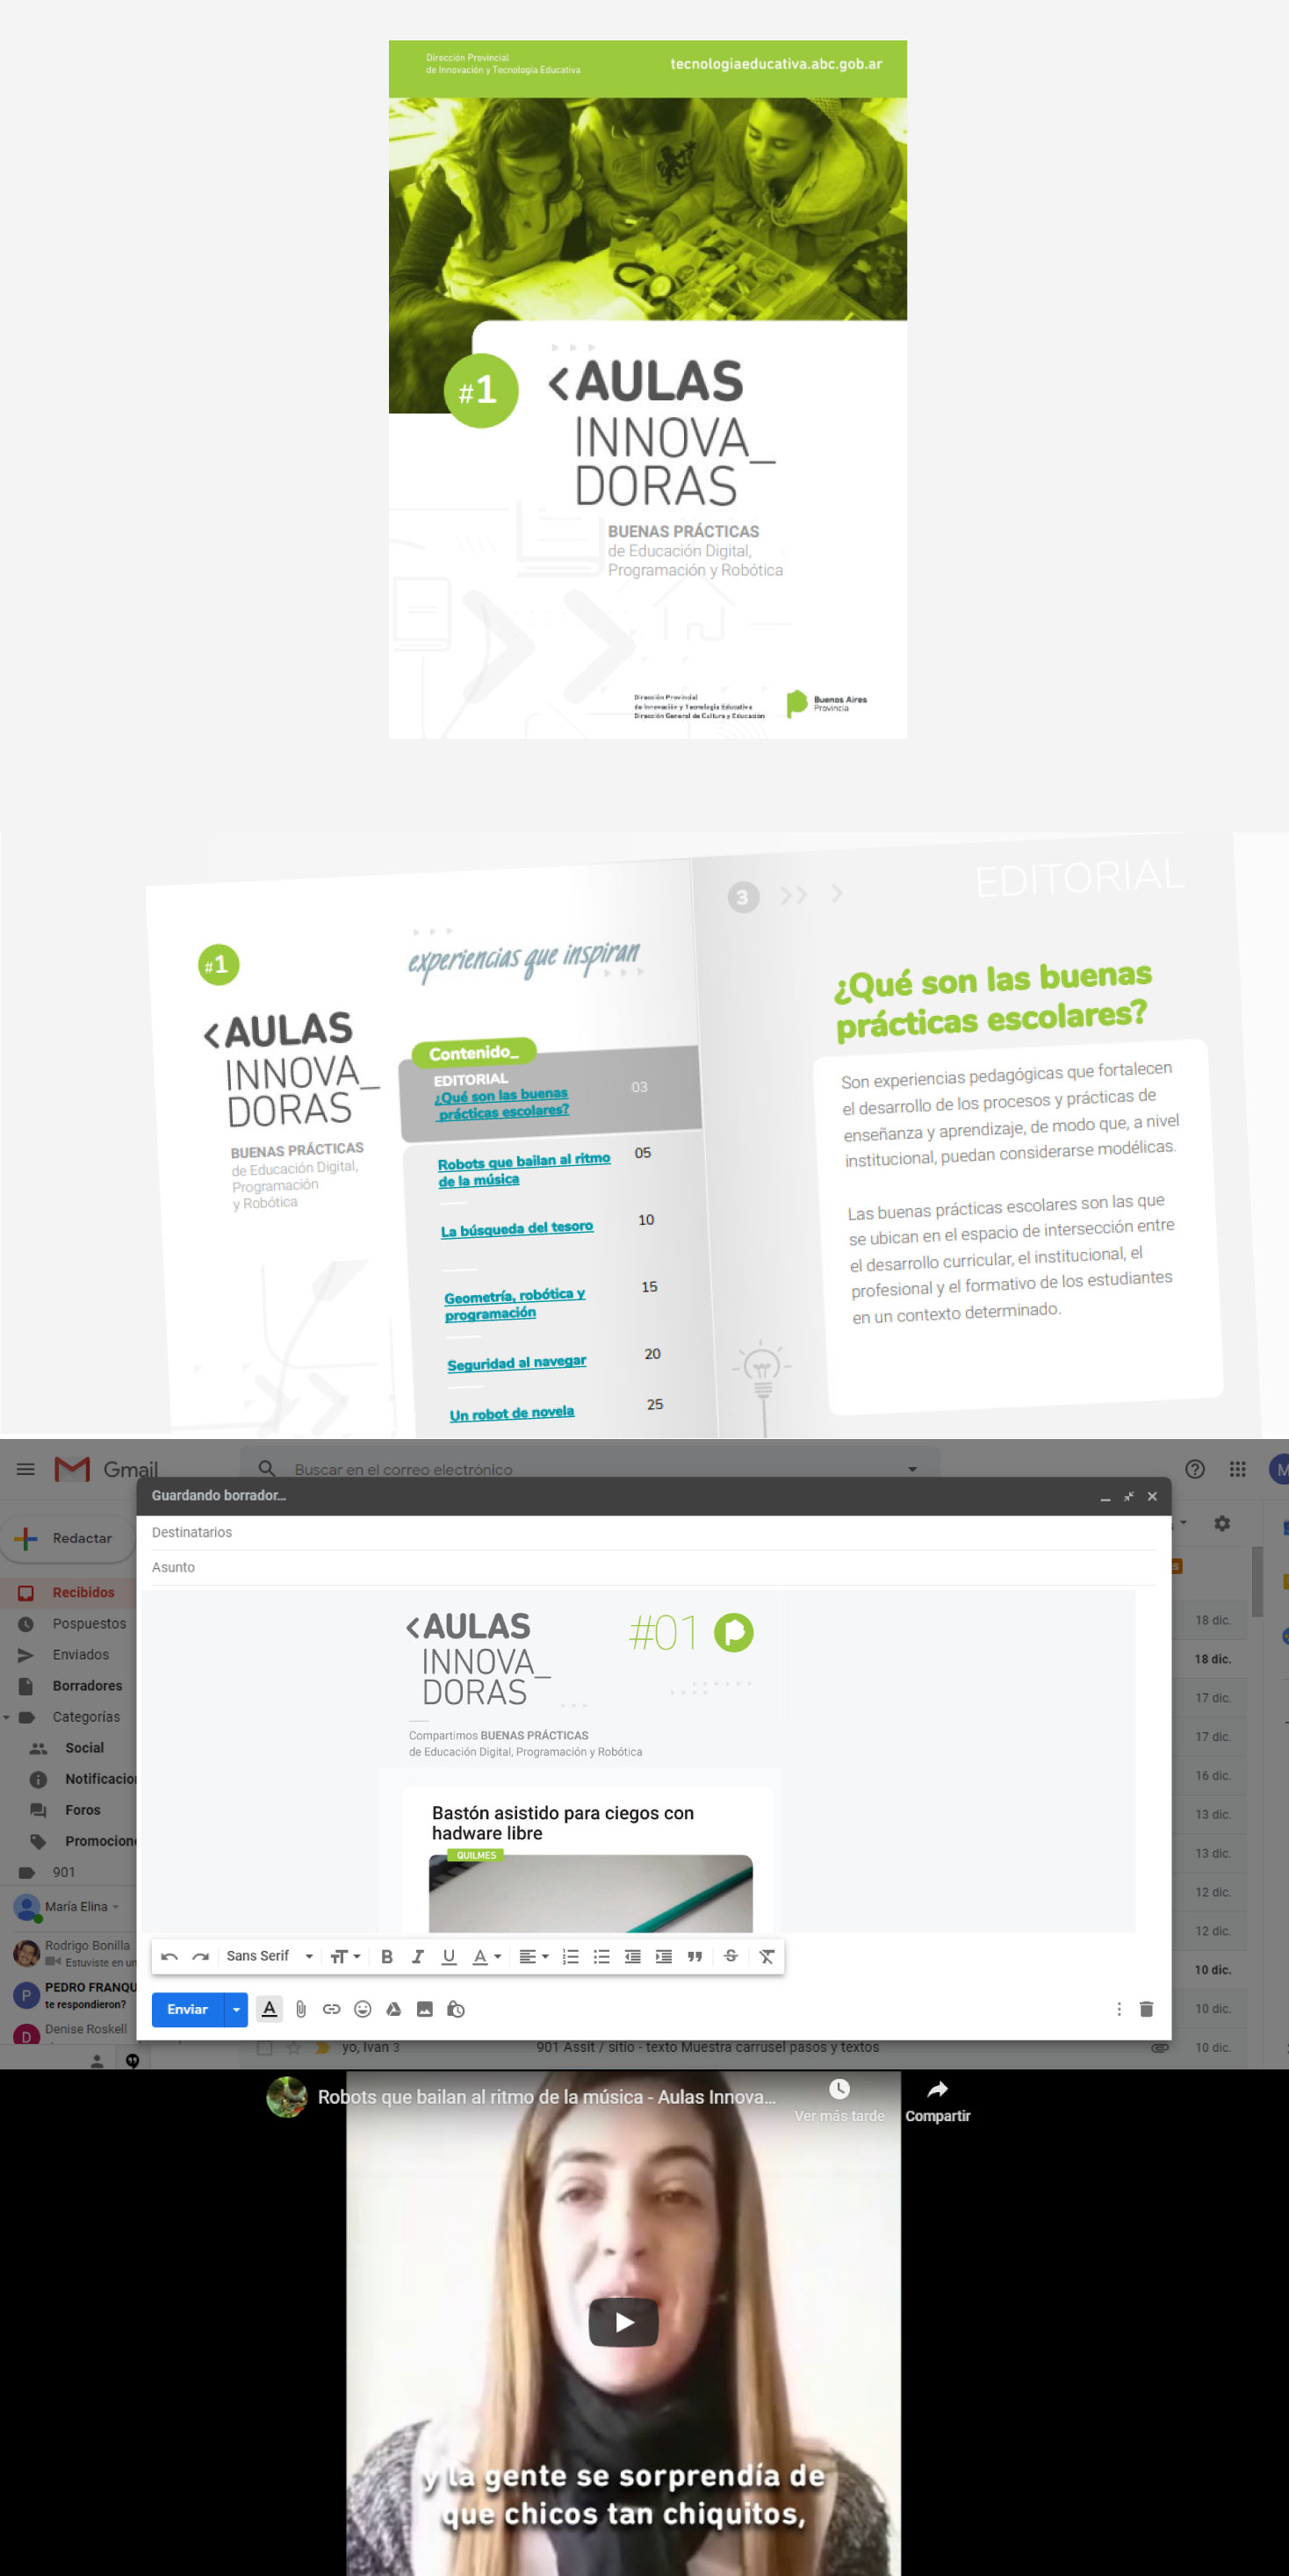 Dirección Provincial
de Innovación y Tecnología Educativa
tecnologiaeducativa.abc.gob.ar
#1
<AULAS
INNOVA_
DORAS
BUENAS PRÁCTICAS
de Educación Digital,
Programación y Robótica
Dirección Provincial
de Innovación y Tecnología Educativa
Dirección General de Cultura y Educación
Buenos Aires
Provincia
#1
<AULAS
INNOVA_
DORAS
BUENAS PRÁCTICAS
de Educación Digital,
Programación
y Robótica
experiencias que inspiran
Contenido_
EDITORIAL
¿Qué son las buenas
prácticas escolares?
03
Robots que bailan al ritmo
de la música
05
La búsqueda del tesoro
10
Geometría, robótica y
programación
15
Seguridad al navegar
20
Un robot de novela
25
3
EDITORIAL
¿Qué son las buenas
prácticas escolares?
Son experiencias pedagógicas que fortalecen
el desarrollo de los procesos y prácticas de
enseñanza y aprendizaje, de modo que, a nivel
institucional, puedan considerarse modélicas.
Las buenas prácticas escolares son las que
se ubican en el espacio de intersección entre
el desarrollo curricular, el institucional, el
profesional y el formativo de los estudiantes
en un contexto determinado.
Gmail
Buscar en el correo electrónico
M
Redactar
Recibidos
Pospuestos
Enviados
Borradores
Categorías
Social
Notificacion
Foros
Promocione
901
María Elina
Rodrigo Bonilla
Estuviste en un
P
PEDRO FRANQU
te respondieron?
D
Denise Roskell
Guardando borrador...
Destinatarios
Asunto
<AULAS
INNOVA_
DORAS
#01
Compartimos BUENAS PRÁCTICAS
de Educación Digital, Programación y Robótica
Bastón asistido para ciegos con
hadware libre
QUILMES
Sans Serif
Enviar
18 dic.
18 dic.
17 dic.
17 dic.
16 dic.
13 dic.
13 dic.
12 dic.
12 dic.
10 dic.
10 dic.
yo, Ivan 3
901 Assit / sitio - texto Muestra carrusel pasos y textos
10 dic.
Robots que bailan al ritmo de la música - Aulas Innova...
Ver más tarde
Compartir
y la gente se sorprendía de
que chicos tan chiquitos,